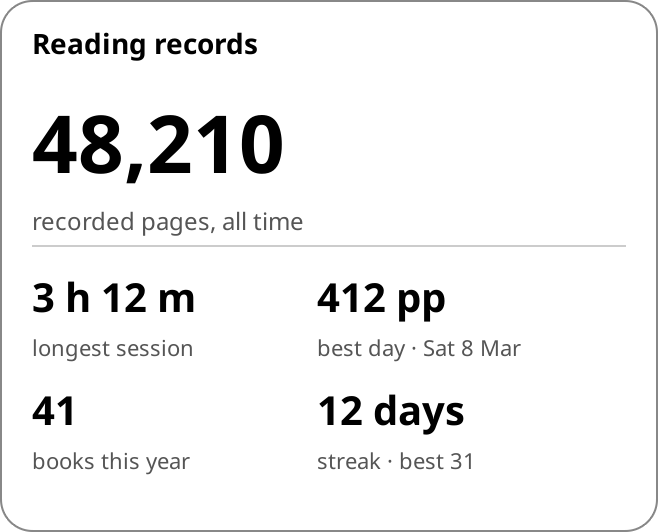 Reading records
48,210
recorded pages, all time
3 h 12 m
longest session
412 pp
best day · Sat 8 Mar
41
books this year
12 days
streak · best 31